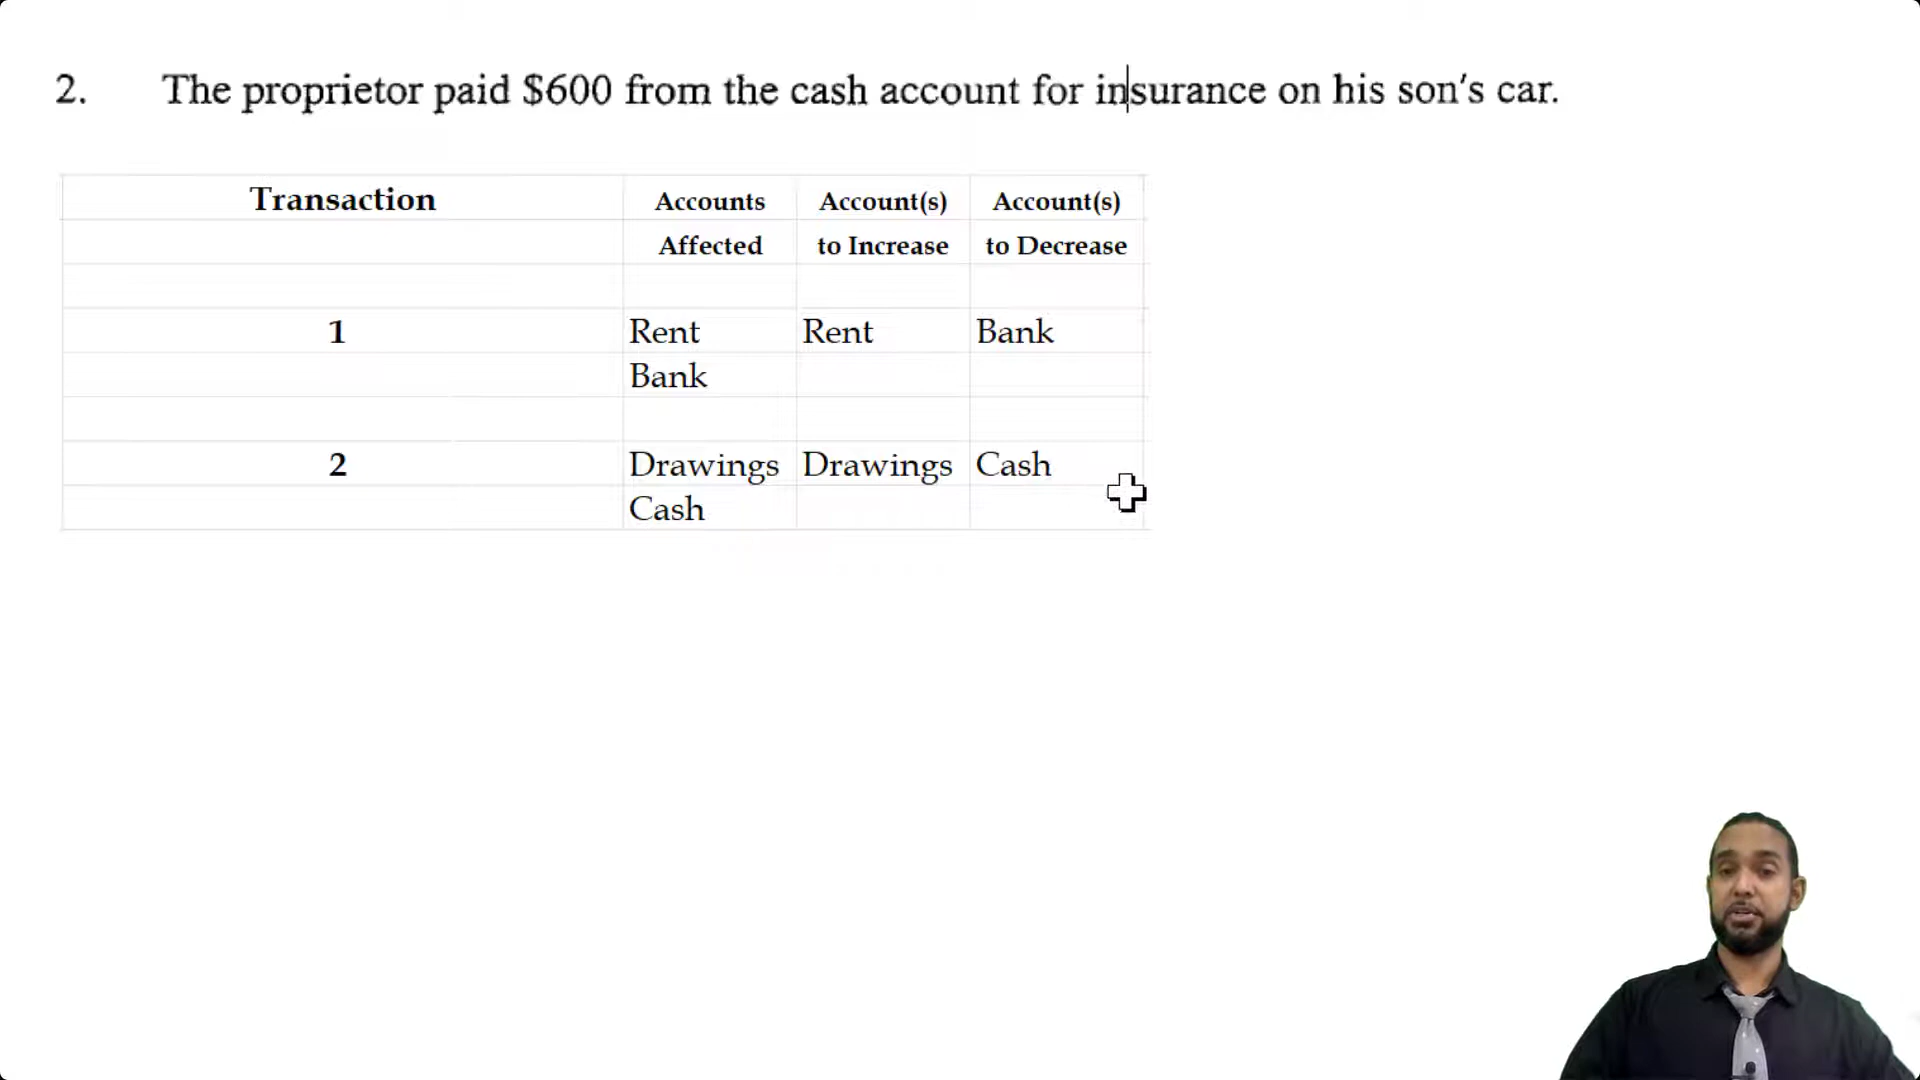 2. The proprietor paid $600 from the cash account for insurance on his son's car.
Transaction Accounts Account(s) Account(s)
Affected to Increase to Decrease
1 Rent Rent Bank
Bank
2 Drawings Drawings Cash
Cash